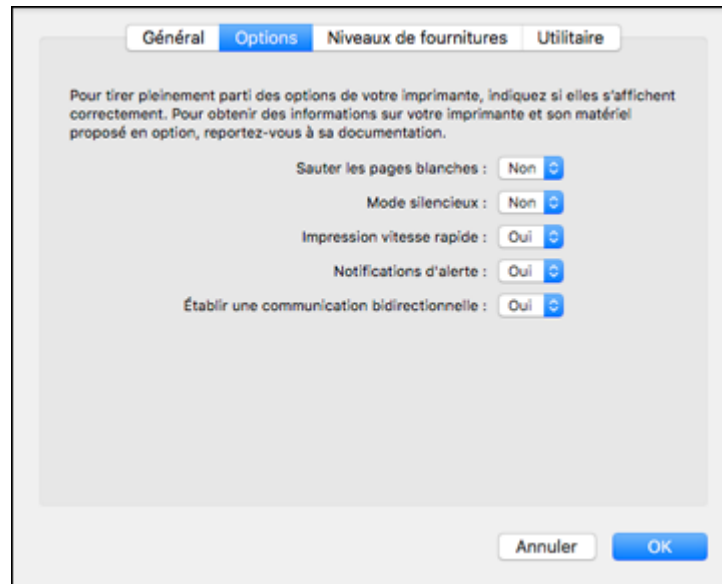 Général Options Niveaux de fournitures Utilitaire
Pour tirer pleinement parti des options de votre imprimante, indiquez si elles s'affichent
correctement. Pour obtenir des informations sur votre imprimante et son matériel
proposé en option, reportez-vous à sa documentation.
Sauter les pages blanches : Non
Mode silencieux : Non
Impression vitesse rapide : Oui
Notifications d'alerte : Oui
Établir une communication bidirectionnelle : Oui
Annuler OK